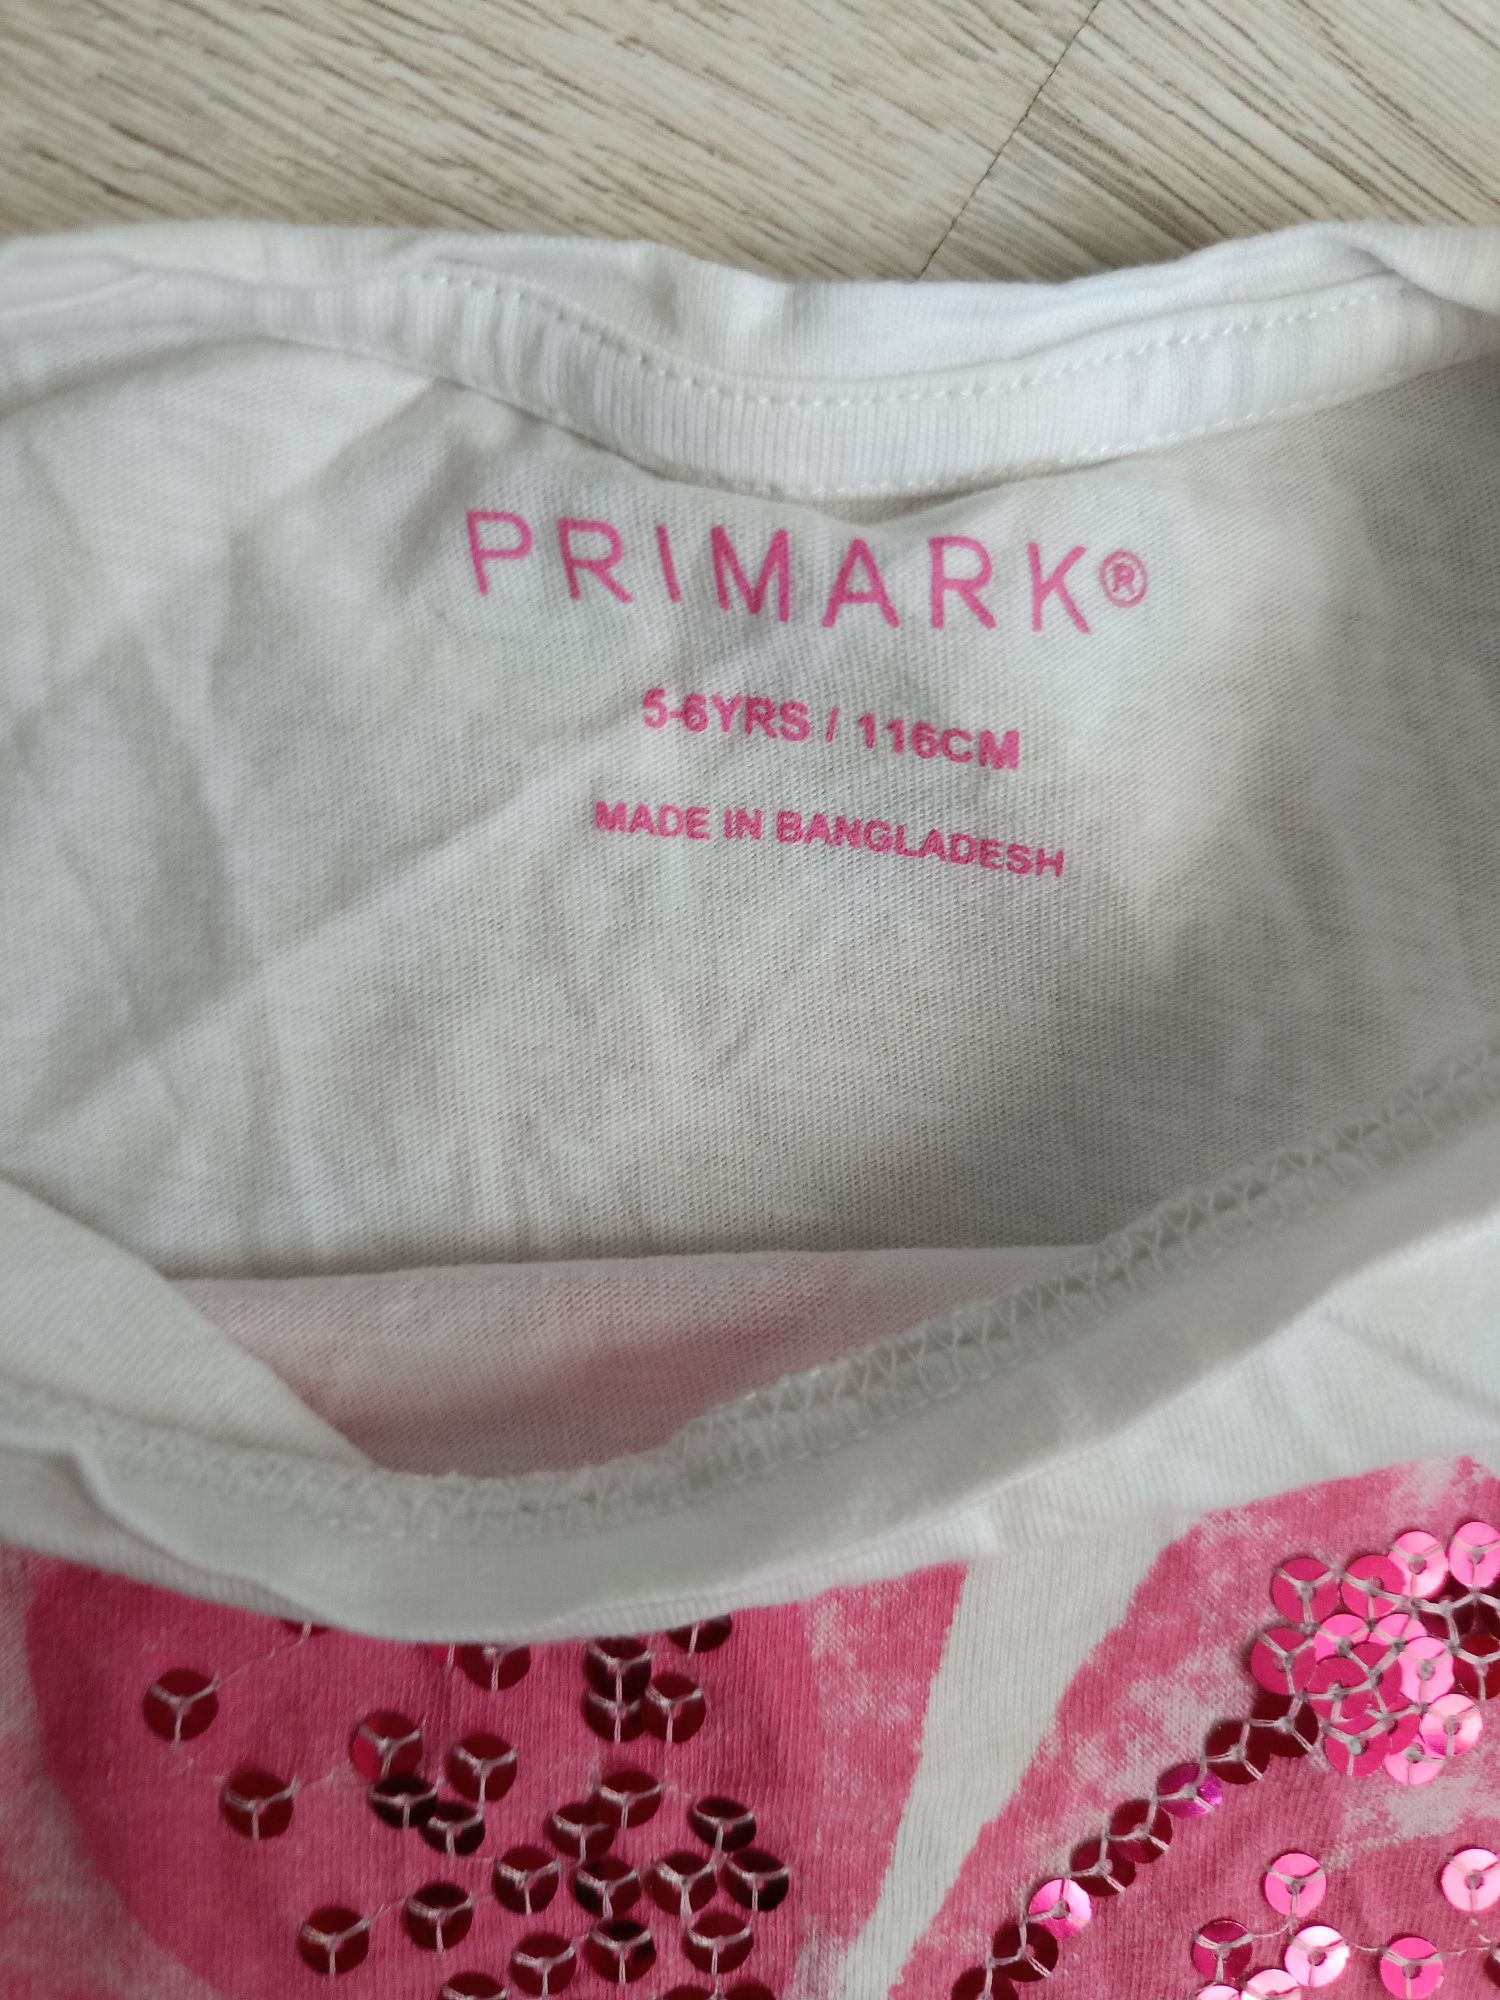 PRIMARK®
5-6YRS / 116CM
MADE IN BANGLADESH